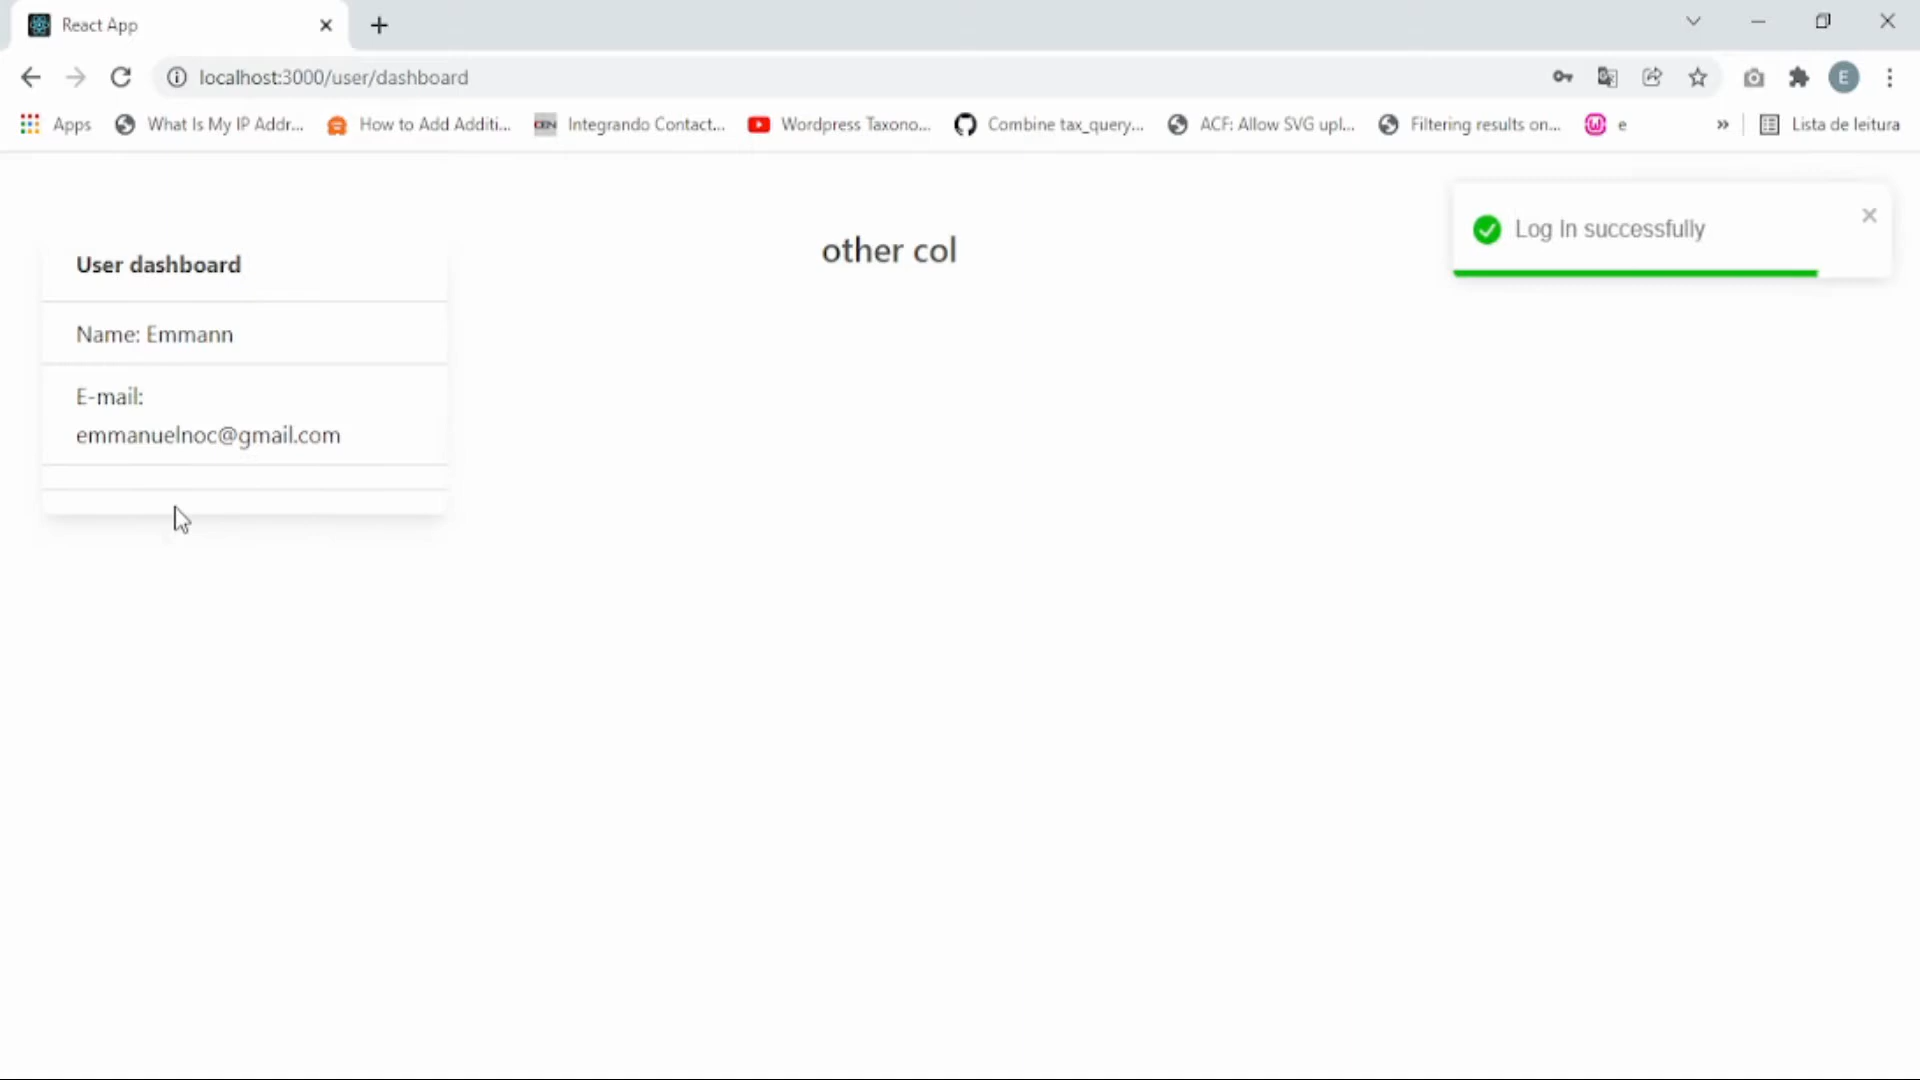 React App
localhost:3000/user/dashboard
E
Apps
What Is My IP Addr...
How to Add Additi...
CEN
Integrando Contact...
Wordpress Taxono...
Combine tax_query...
ACF: Allow SVG upl...
Filtering results on...
e
»
Lista de leitura
Log In successfully
other col
User dashboard
Name: Emmann
E-mail:
emmanuelnoc@gmail.com